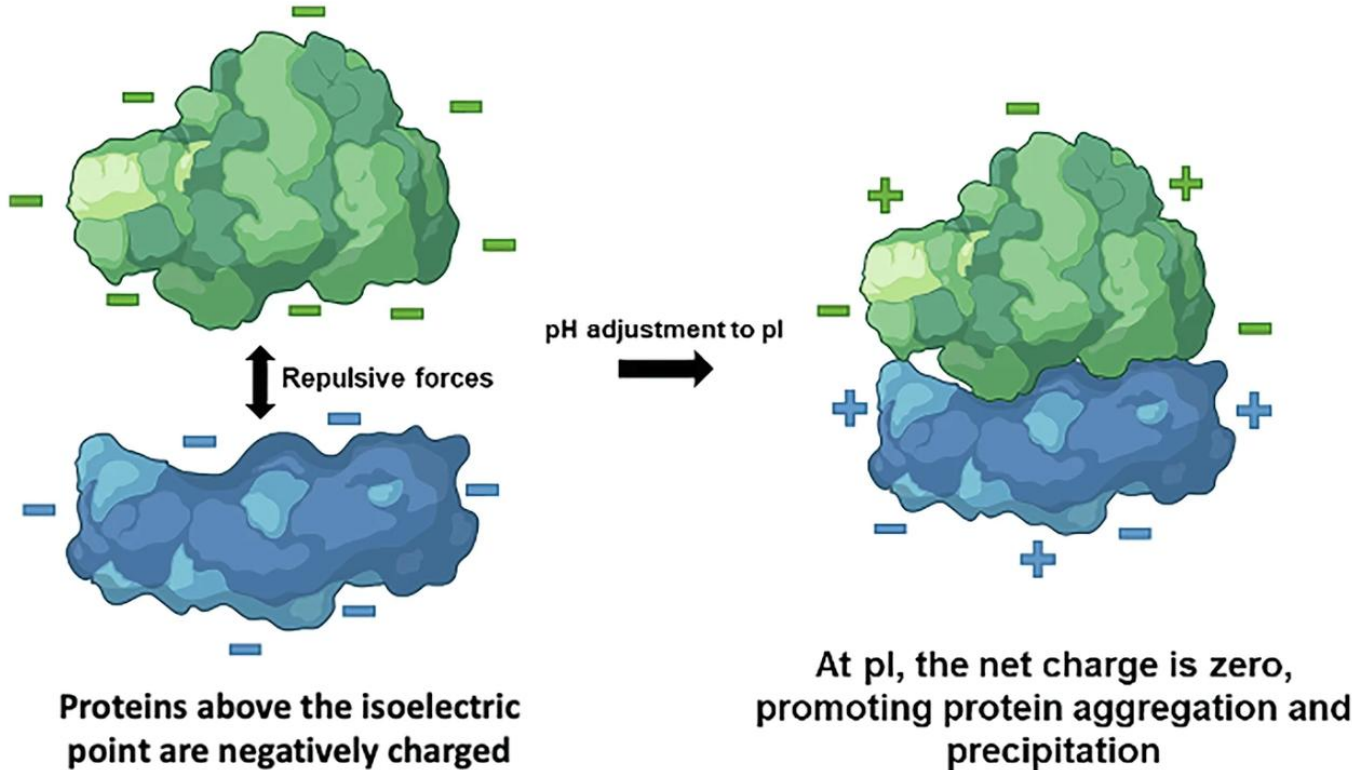 Repulsive forces
pH adjustment to pI
Proteins above the isoelectric
point are negatively charged
At pI, the net charge is zero,
promoting protein aggregation and
precipitation